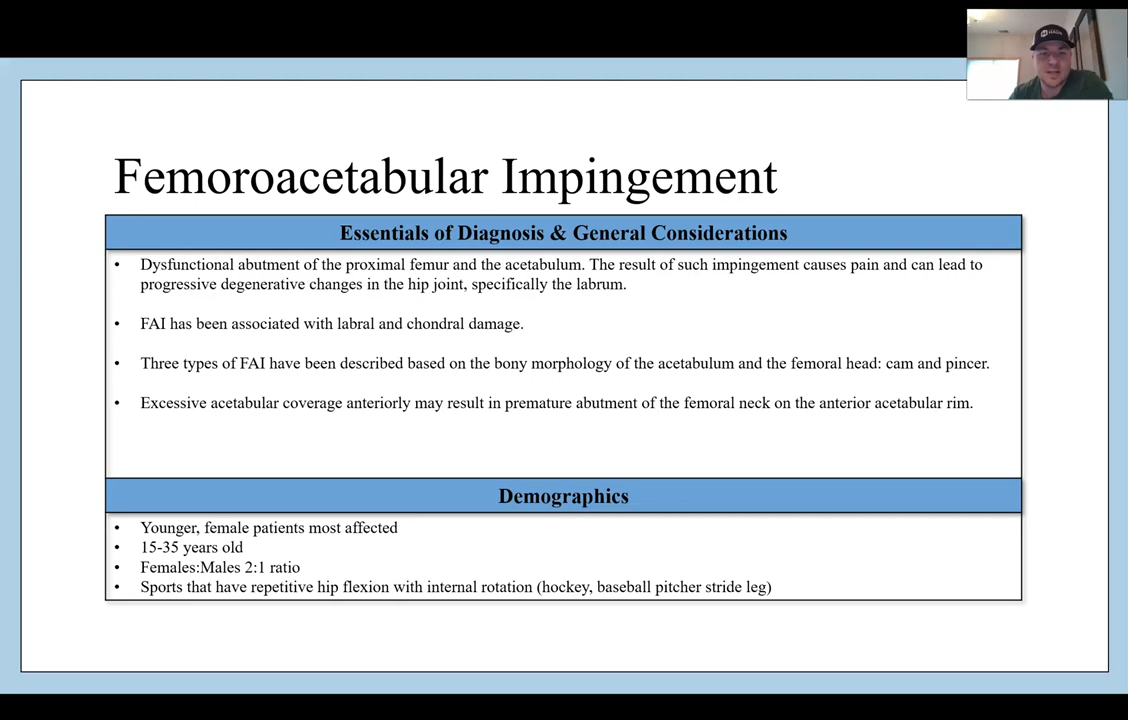 Femoroacetabular Impingement
Essentials of Diagnosis & General Considerations
• Dysfunctional abutment of the proximal femur and the acetabulum. The result of such impingement causes pain and can lead to
progressive degenerative changes in the hip joint, specifically the labrum.
• FAI has been associated with labral and chondral damage.
• Three types of FAI have been described based on the bony morphology of the acetabulum and the femoral head: cam and pincer.
• Excessive acetabular coverage anteriorly may result in premature abutment of the femoral neck on the anterior acetabular rim.
Demographics
• Younger, female patients most affected
• 15-35 years old
• Females:Males 2:1 ratio
• Sports that have repetitive hip flexion with internal rotation (hockey, baseball pitcher stride leg)